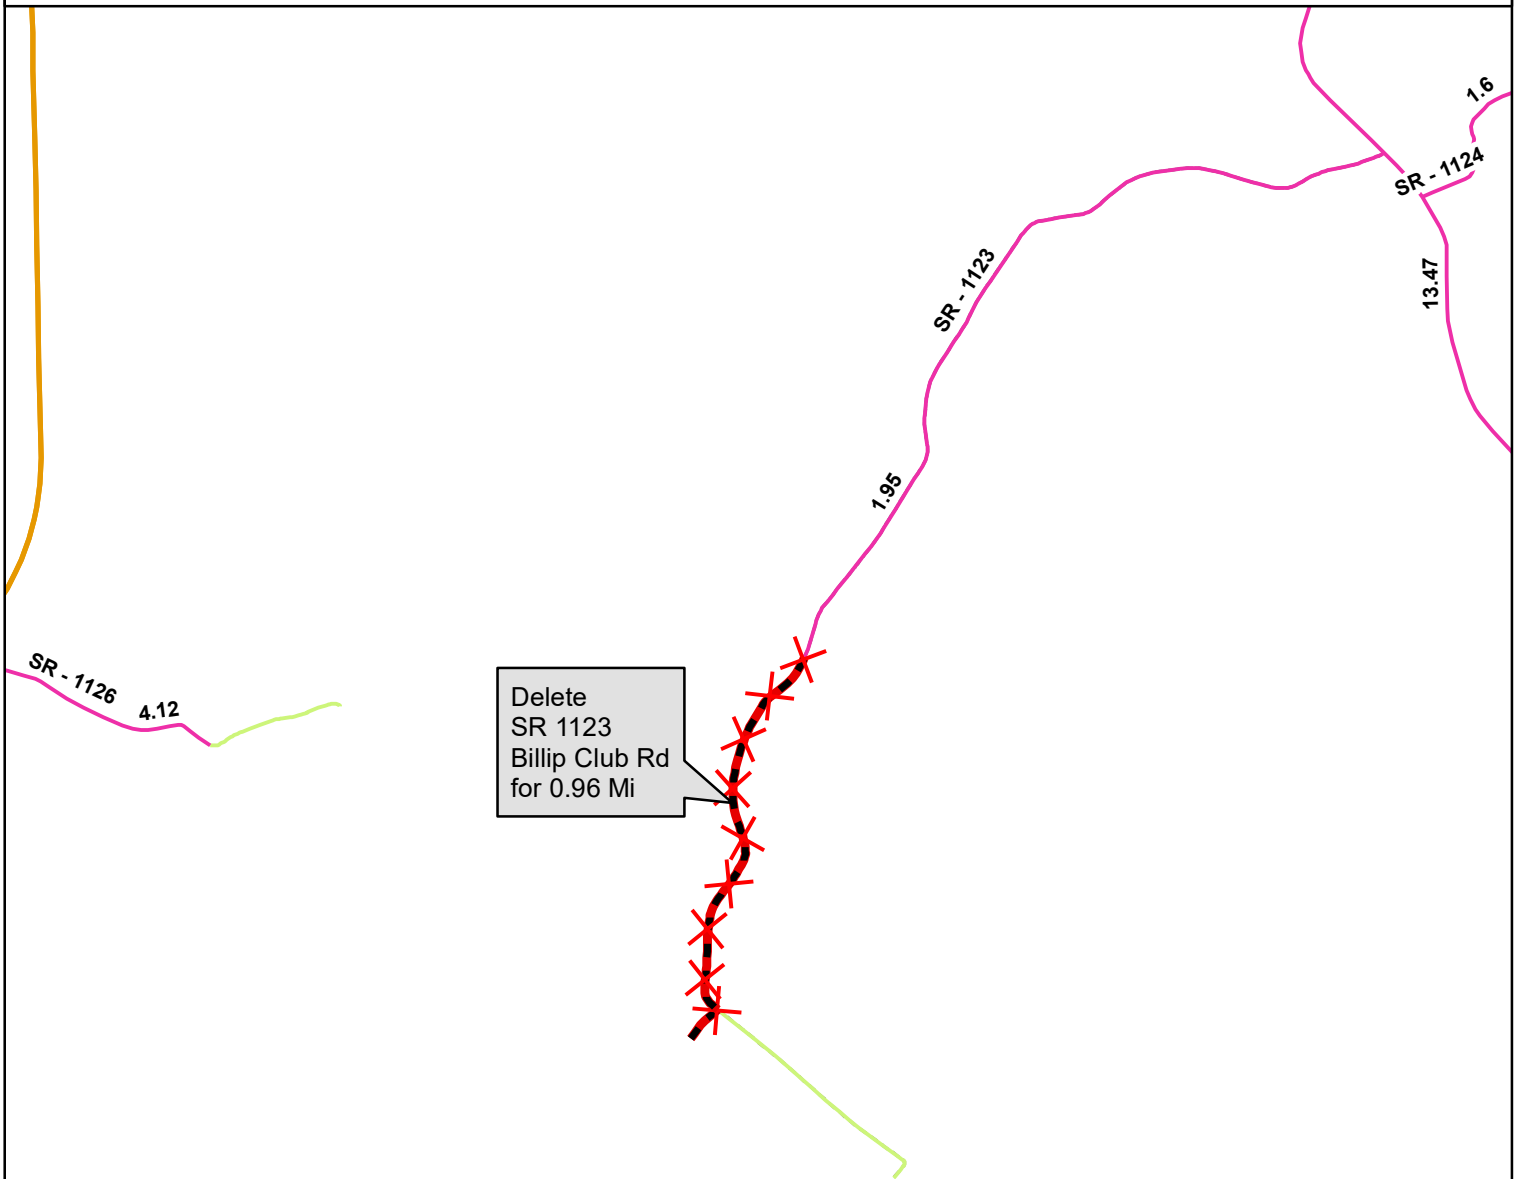 1.6
SR - 1124
SR - 1123
13.47
1.95
SR - 1126
4.12
Delete
SR 1123
Billip Club Rd
for 0.96 Mi